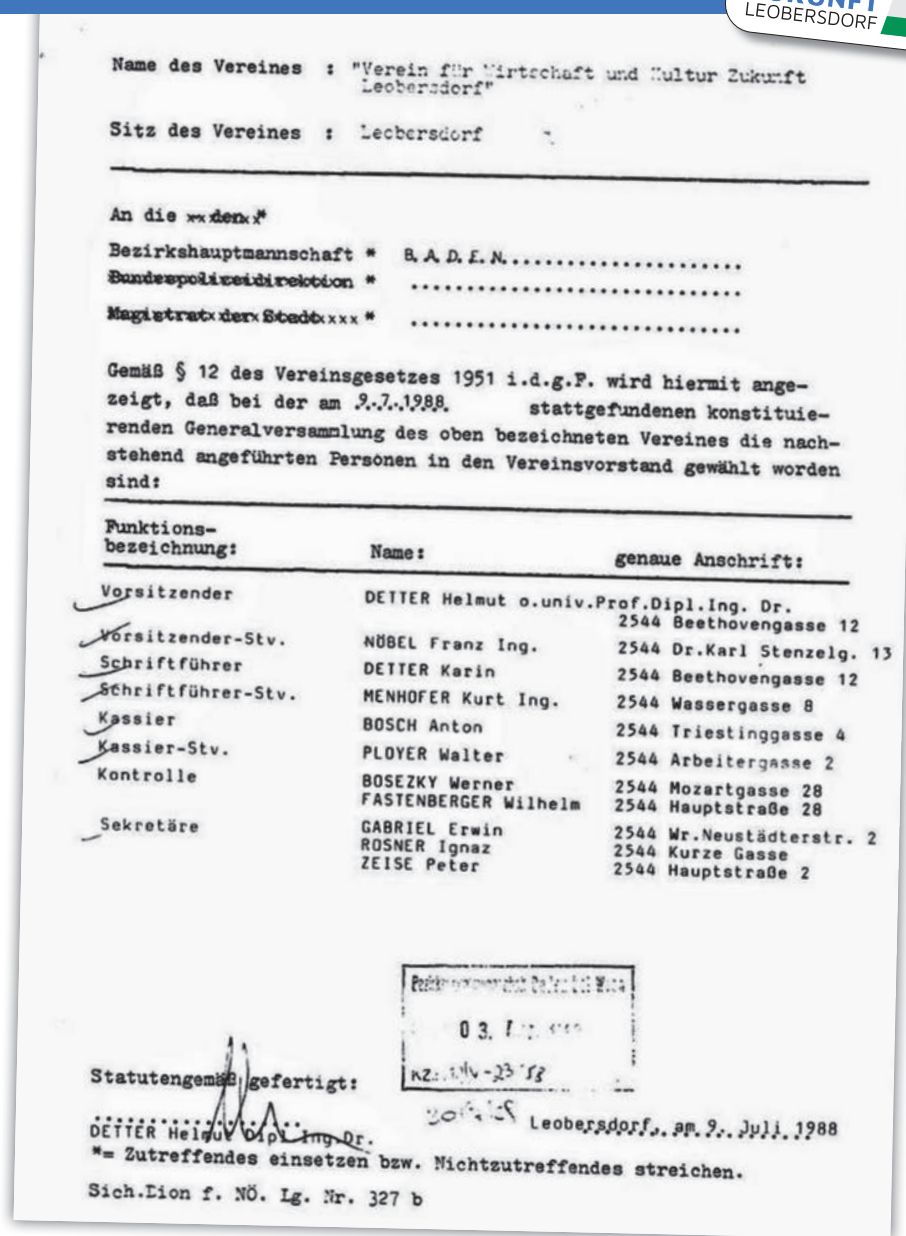 LEOBERSDORF
Name des Vereines : "Verein für Wirtschaft und Kultur Zukunft
Leobersdorf"
Sitz des Vereines : Leobersdorf
An die xx den x*
Bezirkshauptmannschaft * B.A.D.E.N......................
Bundespolizeidirektion * ...............................
Magistrat der Stadt xxxx * ...............................
Gemäß § 12 des Vereinsgesetzes 1951 i.d.g.F. wird hiermit ange-
zeigt, daß bei der am .9.7.1988. stattgefundenen konstituie-
renden Generalversammlung des oben bezeichneten Vereines die nach-
stehend angeführten Personen in den Vereinsvorstand gewählt worden
sind:
Funktions-
bezeichnung: Name: genaue Anschrift:
Vorsitzender DETTER Helmut o.univ.Prof.Dipl.Ing. Dr.
2544 Beethovengasse 12
Vorsitzender-Stv. NÖBEL Franz Ing. 2544 Dr.Karl Stenzelg. 13
Schriftführer DETTER Karin 2544 Beethovengasse 12
Schriftführer-Stv. MENHOFER Kurt Ing. 2544 Wassergasse 8
Kassier BOSCH Anton 2544 Triestinggasse 4
Kassier-Stv. PLOYER Walter 2544 Arbeitergasse 2
Kontrolle BOSEZKY Werner 2544 Mozartgasse 28
FASTENBERGER Wilhelm 2544 Hauptstraße 28
Sekretäre GABRIEL Erwin 2544 Wr.Neustädterstr. 2
ROSNER Ignaz 2544 Kurze Gasse
ZEISE Peter 2544 Hauptstraße 2
03.
Statutengemäß gefertigt:
Leobersdorf, am 9. Juli 1988
DETTER Helmut Dipl Ing Dr.
*= Zutreffendes einsetzen bzw. Nichtzutreffendes streichen.
Sich.Dion f. NÖ. Lg. Nr. 327 b